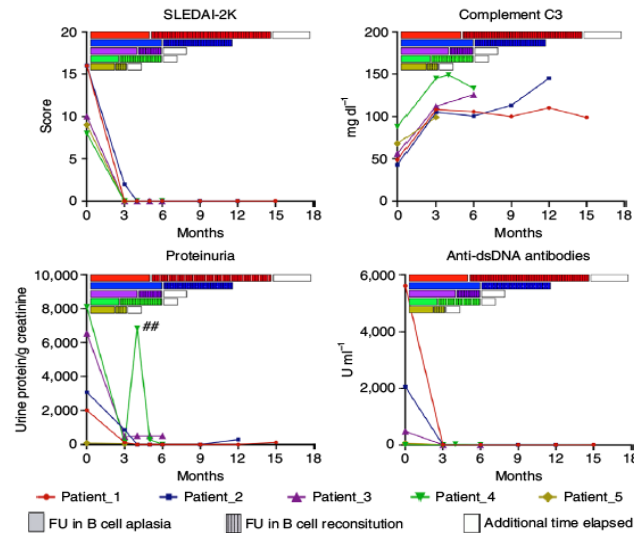 SLEDAI-2K
20
15
10
5
0
Score
0 3 6 9 12 15 18
Months
Complement C3
200
150
100
50
0
mg dl⁻¹
0 3 6 9 12 15 18
Months
Proteinuria
10,000
8,000
6,000
4,000
2,000
0
Urine protein/g creatinine
##
0 3 6 9 12 15 18
Months
Anti-dsDNA antibodies
6,000
4,000
2,000
0
U ml⁻¹
0 3 6 9 12 15 18
Months
Patient_1 Patient_2 Patient_3 Patient_4 Patient_5
FU in B cell aplasia FU in B cell reconsitution Additional time elapsed